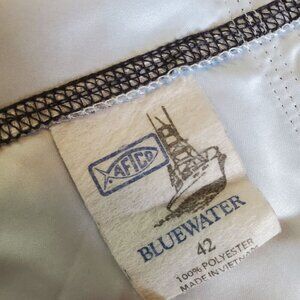 AFTCO
BLUEWATER
42
100% POLYESTER
MADE IN VIETNAM